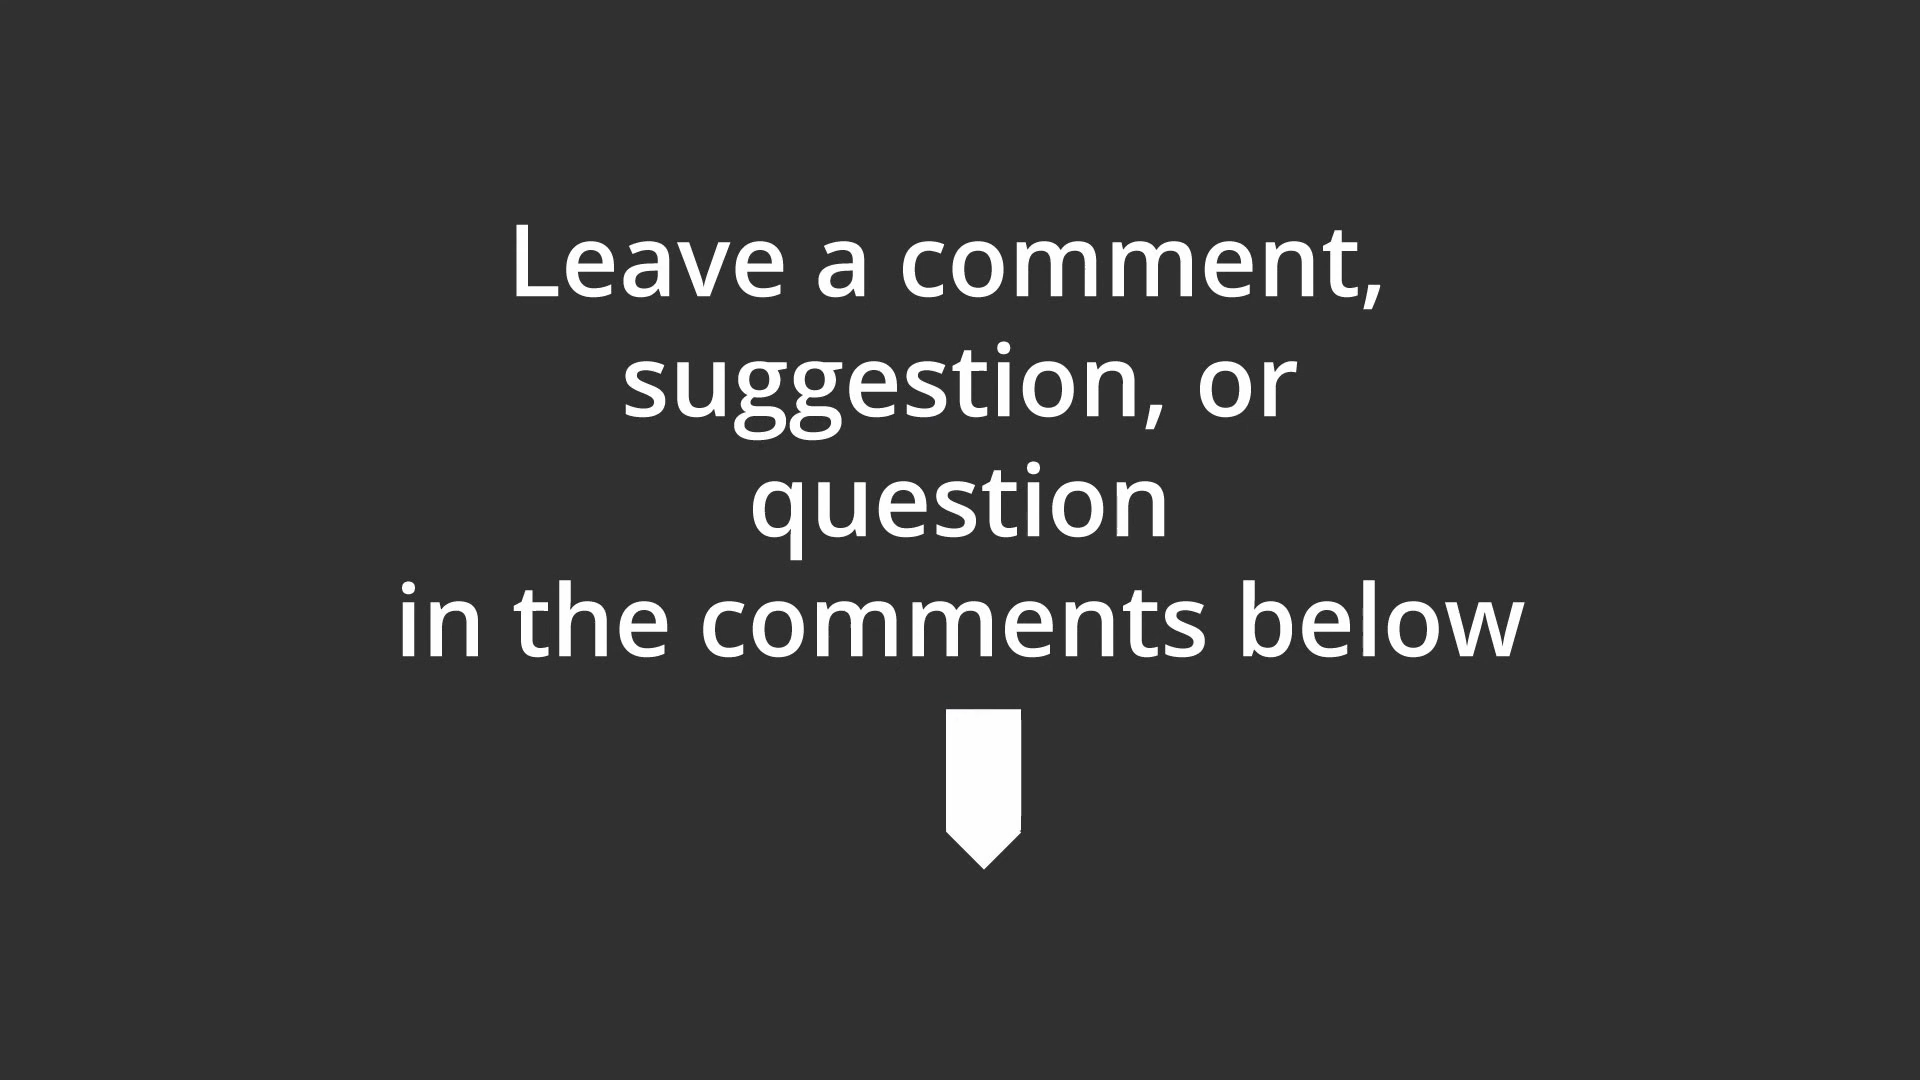 Leave a comment,
suggestion, or
question
in the comments below